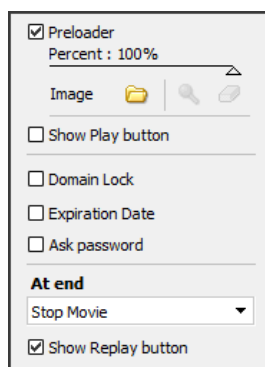 Preloader
Percent : 100%
Image
Show Play button
Domain Lock
Expiration Date
Ask password
At end
Stop Movie
Show Replay button